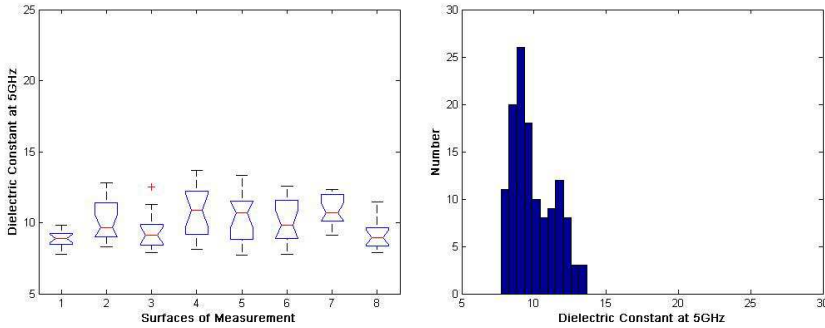 Dielectric Constant at 5GHz
25
20
15
10
5
1 2 3 4 5 6 7 8
Surfaces of Measurement
Number
30
25
20
15
10
5
0
5 10 15 20 25 30
Dielectric Constant at 5GHz